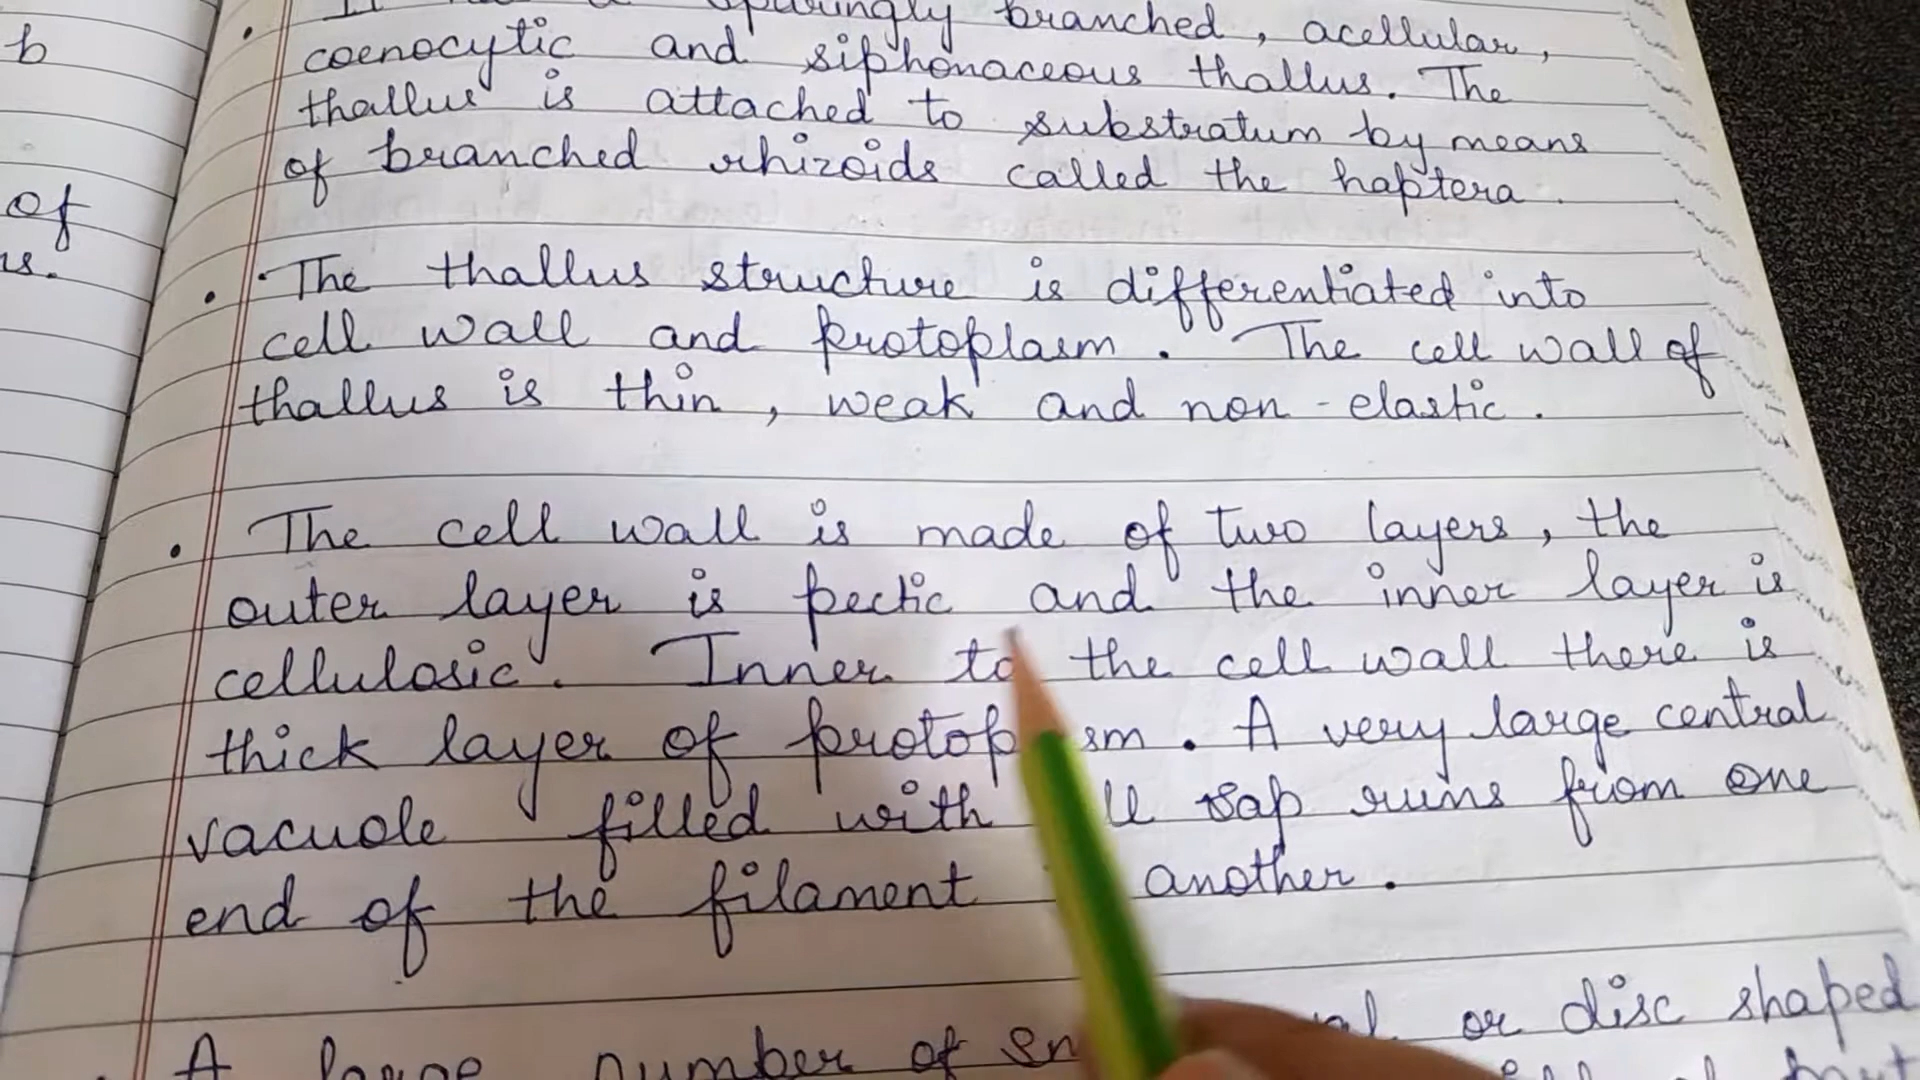 b
of
us.
sparingly branched, acellular,
coenocytic and siphonaceous thallus. The
thallus is attached to substratum by means
of branched rhizoids called the haptera
• The thallus structure is differentiated into
cell wall and protoplasm. The cell wall of
thallus is thin, weak and non-elastic.
• The cell wall is made of two layers, the
outer layer is pectic and the inner layer is
cellulosic. Inner to the cell wall there is
thick layer of protop sm. A very large central
vacuole filled with ll sap runs from one
end of the filament another.
A large number of or disc shaped